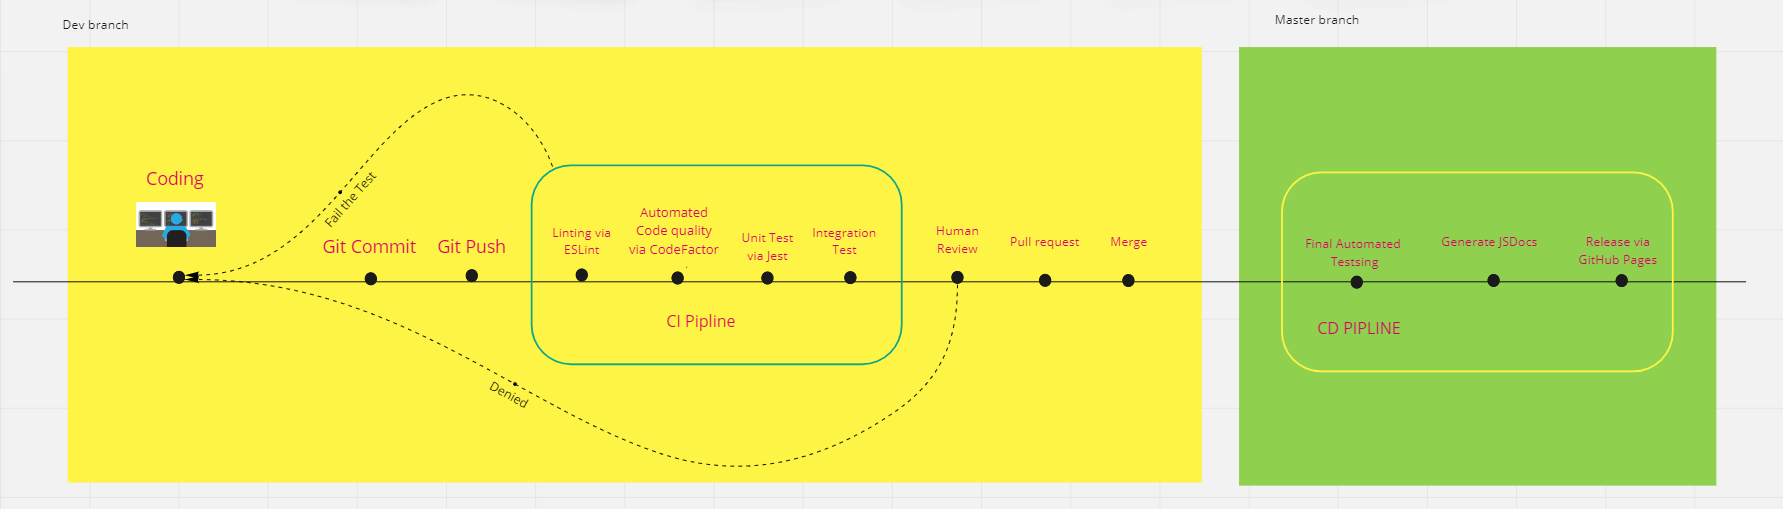 Dev branch
Master branch
Coding
Fail the Test
Git Commit
Git Push
Linting via
ESLint
Automated
Code quality
via CodeFactor
Unit Test
via Jest
Integration
Test
CI Pipline
Human
Review
Pull request
Merge
Denied
Final Automated
Testsing
Generate JSDocs
Release via
GitHub Pages
CD PIPLINE